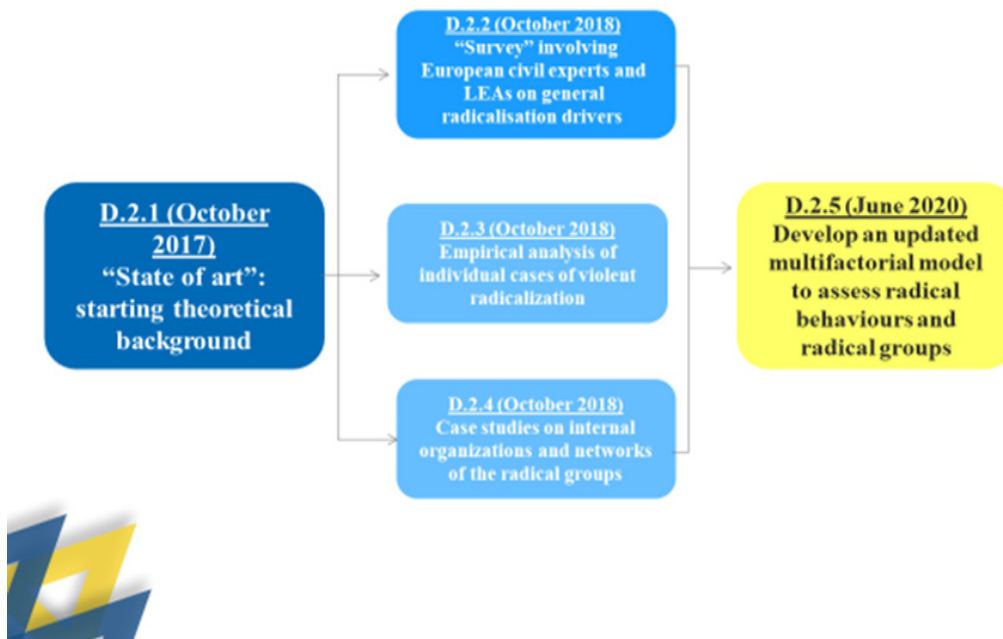 D.2.2 (October 2018)
“Survey” involving
European civil experts and
LEAs on general
radicalisation drivers
D.2.1 (October
2017)
“State of art”:
starting theoretical
background
D.2.3 (October 2018)
Empirical analysis of
individual cases of violent
radicalization
D.2.4 (October 2018)
Case studies on internal
organizations and networks
of the radical groups
D.2.5 (June 2020)
Develop an updated
multifactorial model
to assess radical
behaviours and
radical groups